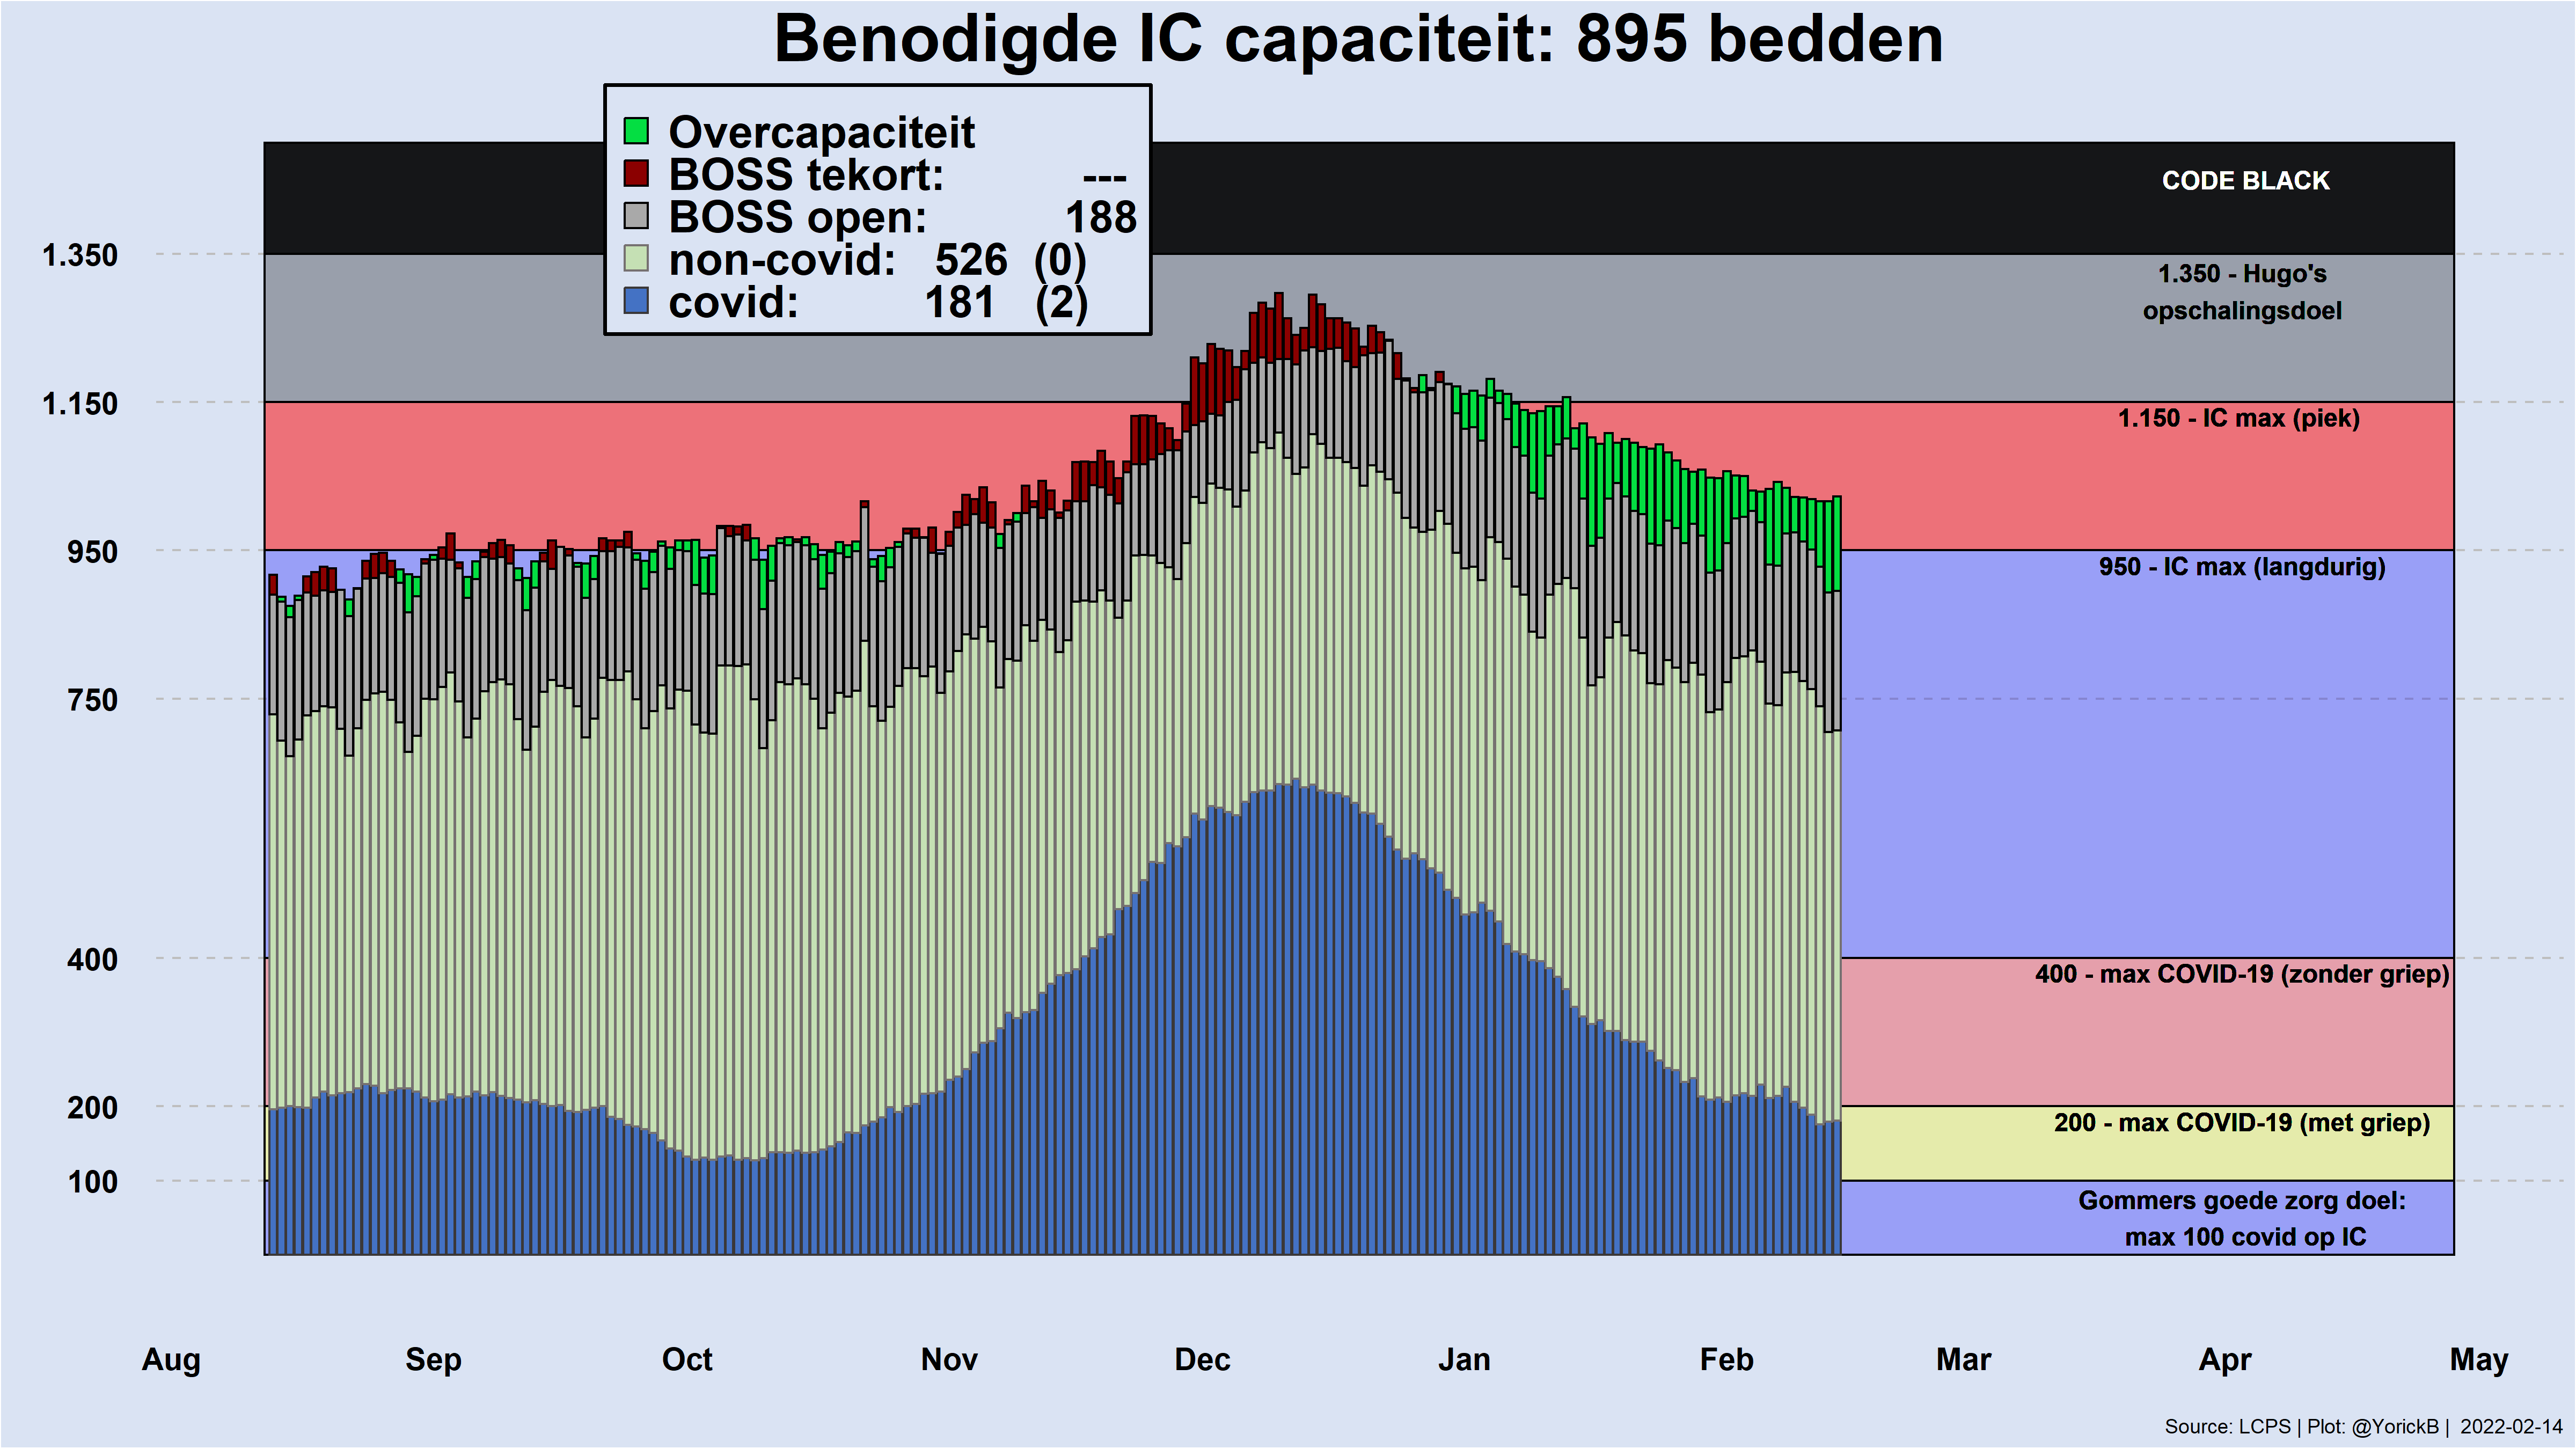 Benodigde IC capaciteit: 895 bedden
Overcapaciteit
BOSS tekort: ---
BOSS open: 188
non-covid: 526 (0)
covid: 181 (2)
CODE BLACK
1.350
1.350 - Hugo's
opschalingsdoel
1.150
1.150 - IC max (piek)
950
950 - IC max (langdurig)
750
400
400 - max COVID-19 (zonder griep)
200
200 - max COVID-19 (met griep)
100
Gommers goede zorg doel:
max 100 covid op IC
Aug Sep Oct Nov Dec Jan Feb Mar Apr May
Source: LCPS | Plot: @YorickB | 2022-02-14